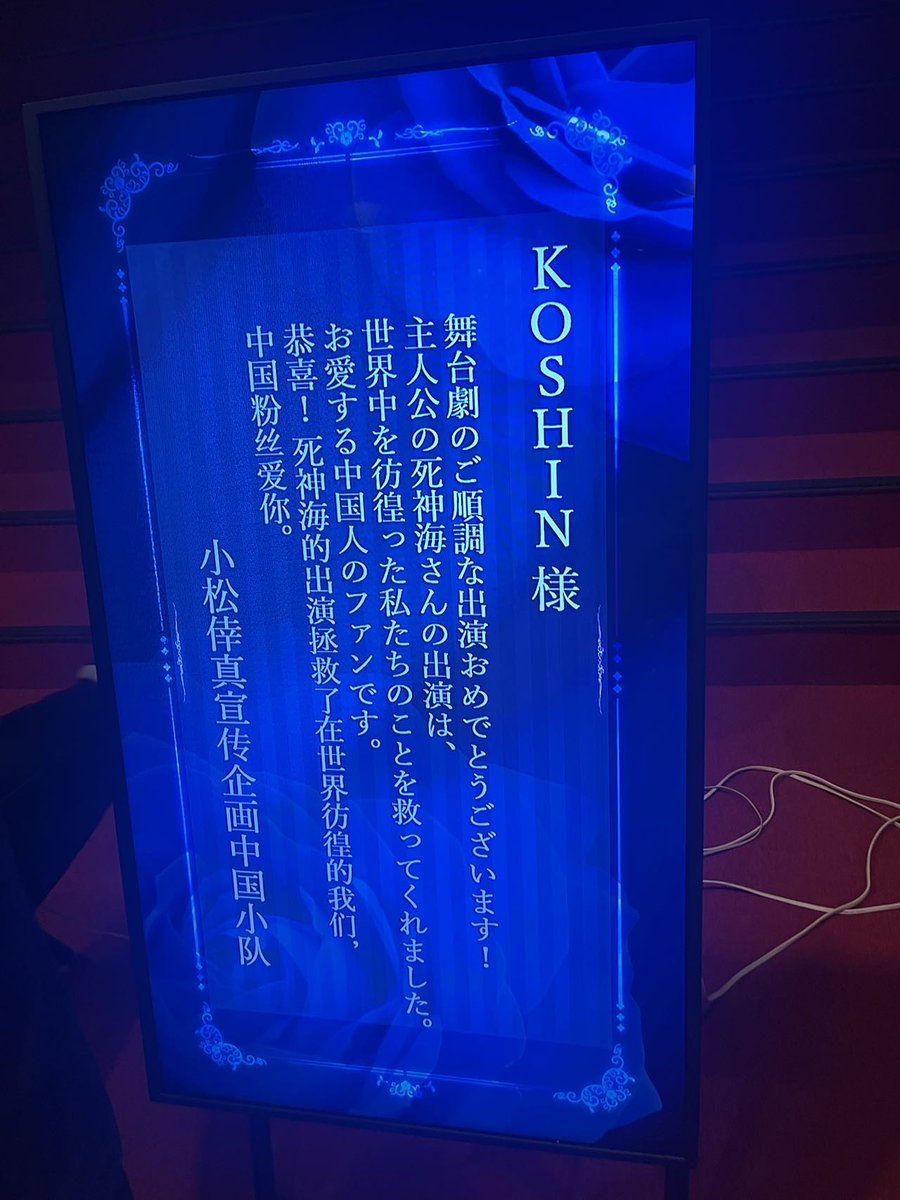 KOSHIN様
舞台劇のご順調な出演おめでとうございます！
主人公の死神海さんの出演は、
世界中を彷徨った私たちのことを救ってくれました。
お愛する中国人のファンです。
恭喜！死神海的出演拯救了在世界彷徨的我们，
中国粉丝爱你。
小松倖真宣传企画中国小队